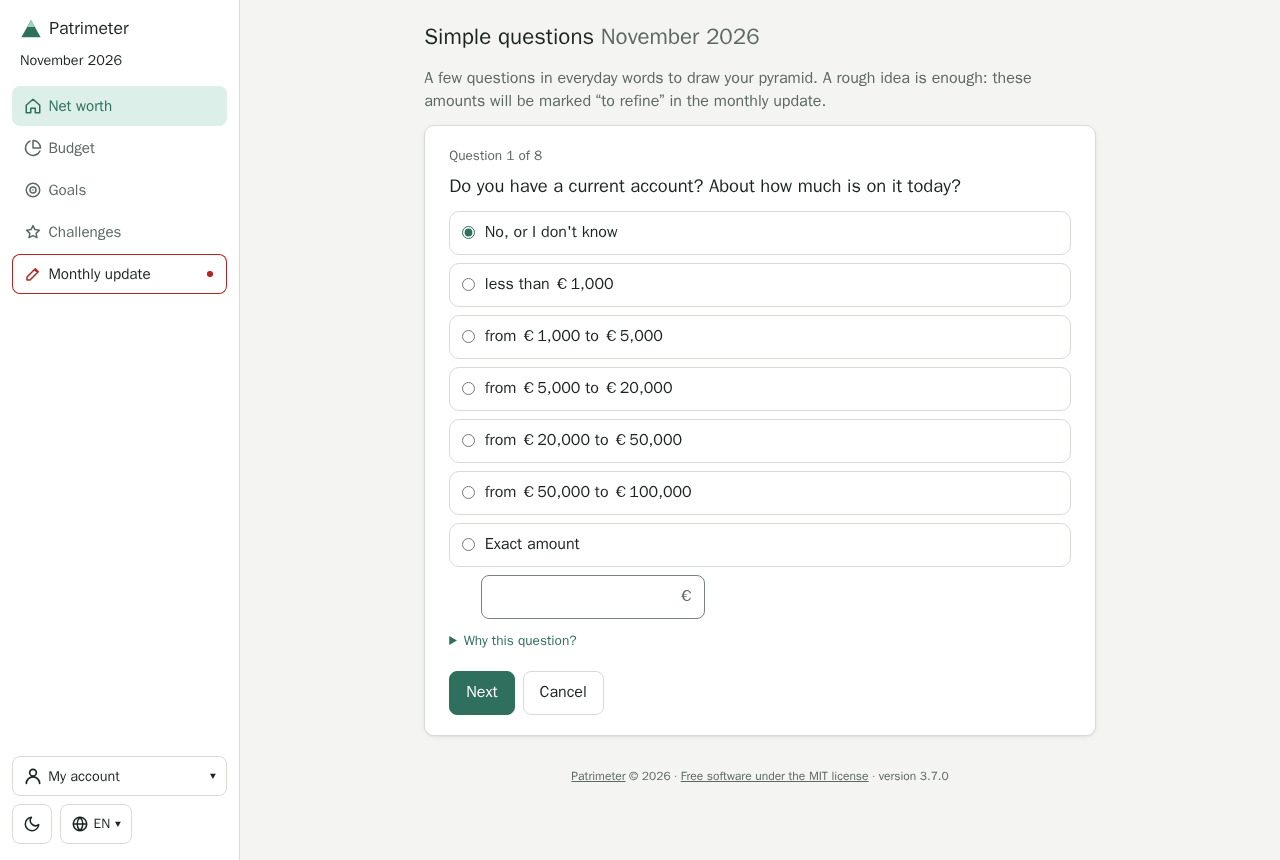 Patrimeter
November 2026
Net worth
Budget
Goals
Challenges
Monthly update
My account ▾
EN ▾
Simple questions November 2026
A few questions in everyday words to draw your pyramid. A rough idea is enough: these
amounts will be marked “to refine” in the monthly update.
Question 1 of 8
Do you have a current account? About how much is on it today?
No, or I don't know
less than € 1,000
from € 1,000 to € 5,000
from € 5,000 to € 20,000
from € 20,000 to € 50,000
from € 50,000 to € 100,000
Exact amount
€
Why this question?
Next Cancel
Patrimeter © 2026 · Free software under the MIT license · version 3.7.0